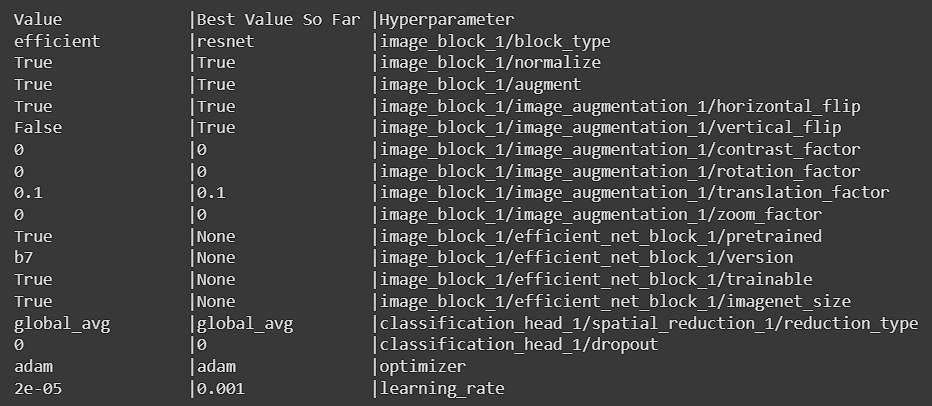 Value             |Best Value So Far |Hyperparameter
efficient         |resnet            |image_block_1/block_type
True              |True              |image_block_1/normalize
True              |True              |image_block_1/augment
True              |True              |image_block_1/image_augmentation_1/horizontal_flip
False             |True              |image_block_1/image_augmentation_1/vertical_flip
0                 |0                 |image_block_1/image_augmentation_1/contrast_factor
0                 |0                 |image_block_1/image_augmentation_1/rotation_factor
0.1               |0.1               |image_block_1/image_augmentation_1/translation_factor
0                 |0                 |image_block_1/image_augmentation_1/zoom_factor
True              |None              |image_block_1/efficient_net_block_1/pretrained
b7                |None              |image_block_1/efficient_net_block_1/version
True              |None              |image_block_1/efficient_net_block_1/trainable
True              |None              |image_block_1/efficient_net_block_1/imagenet_size
global_avg        |global_avg        |classification_head_1/spatial_reduction_1/reduction_type
0                 |0                 |classification_head_1/dropout
adam              |adam              |optimizer
2e-05             |0.001             |learning_rate